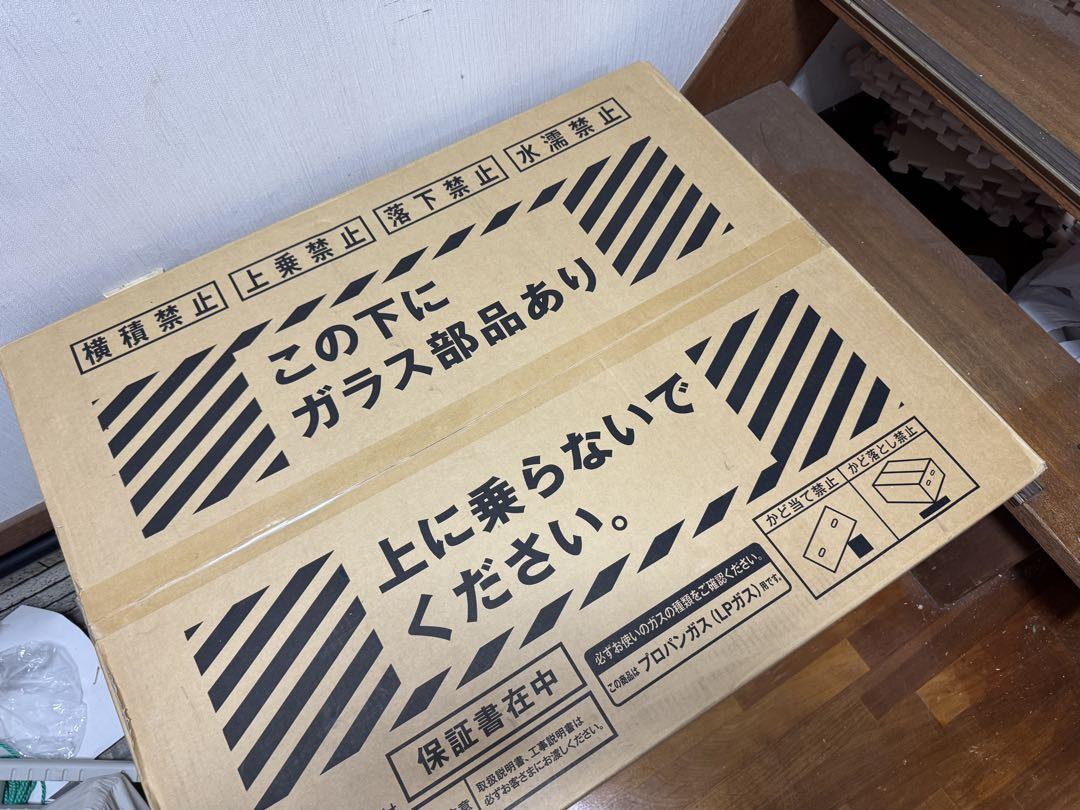 横積禁止 上乗禁止 落下禁止 水濡禁止
この下に
ガラス部品あり
上に乗らないで
ください。
かど当て禁止 かど落とし禁止
必ずお使いのガスの種類をご確認ください。
この商品は プロパンガス(LPガス)用です。
保証書在中
取扱説明書、工事説明書は
必ずお客さまにお渡しください。